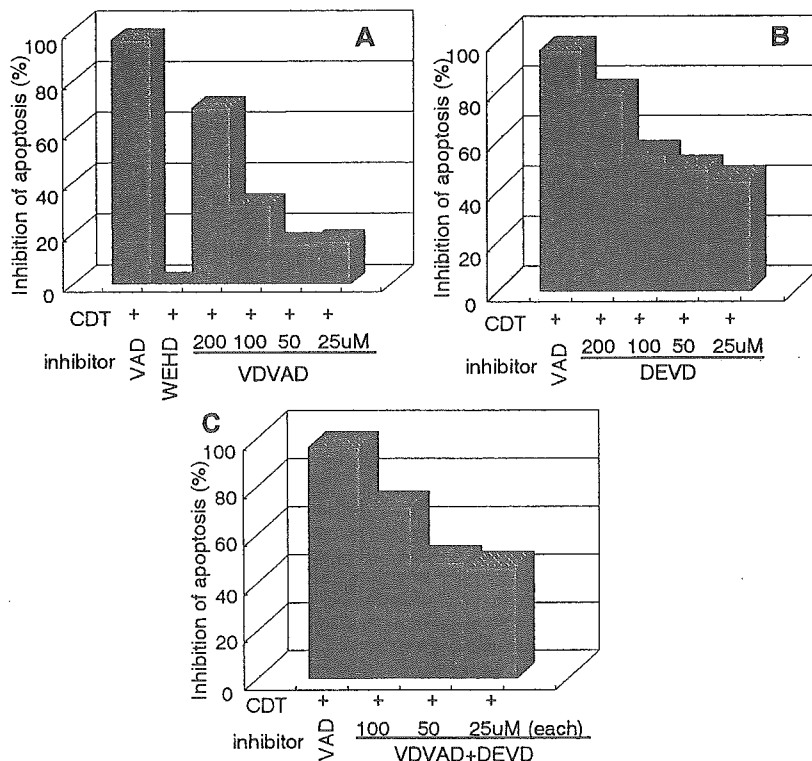 A
Inhibition of apoptosis (%)
100
80
60
40
20
0
CDT + + + + + +
inhibitor VAD WEHD 200 100 50 25uM
VDVAD
B
Inhibition of apoptosis (%)
100
80
60
40
20
0
CDT + + + + +
inhibitor VAD 200 100 50 25uM
DEVD
C
Inhibition of apoptosis (%)
100
80
60
40
20
0
CDT + + + +
inhibitor VAD 100 50 25uM (each)
VDVAD+DEVD